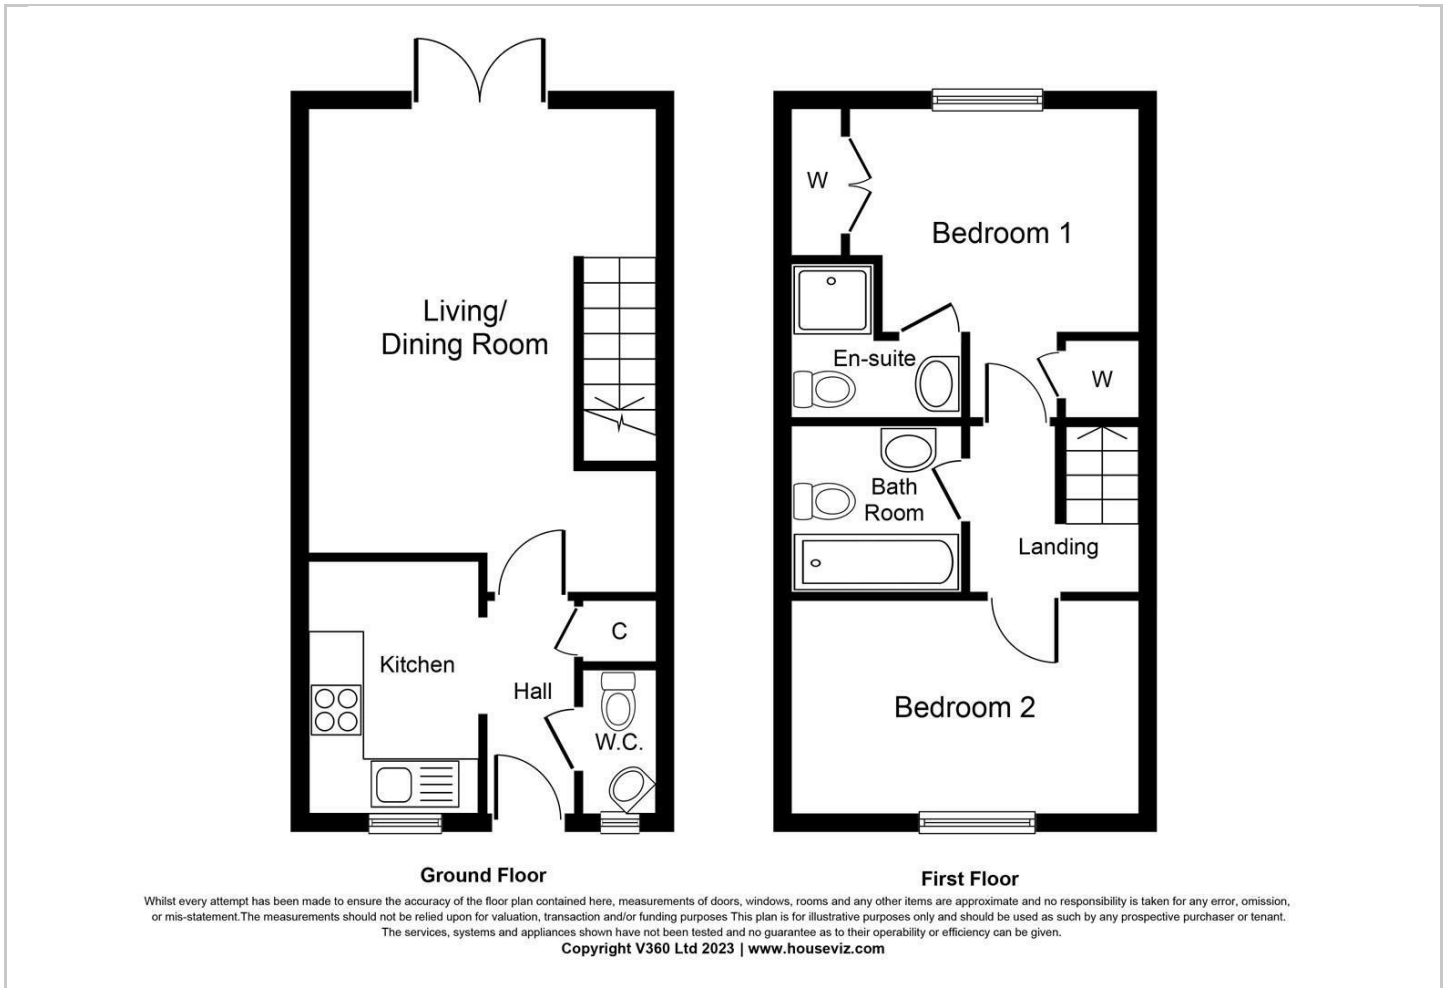 Living/
Dining Room
Kitchen
Hall
C
W.C.
Ground Floor
W
Bedroom 1
En-suite
W
Bath
Room
Landing
Bedroom 2
First Floor
Whilst every attempt has been made to ensure the accuracy of the floor plan contained here, measurements of doors, windows, rooms and any other items are approximate and no responsibility is taken for any error, omission,
or mis-statement.The measurements should not be relied upon for valuation, transaction and/or funding purposes This plan is for illustrative purposes only and should be used as such by any prospective purchaser or tenant.
The services, systems and appliances shown have not been tested and no guarantee as to their operability or efficiency can be given.
Copyright V360 Ltd 2023 | www.houseviz.com